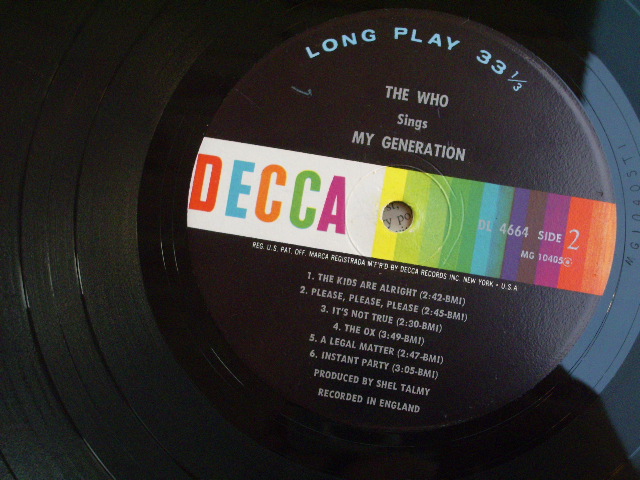 LONG PLAY 33 1/3
THE WHO
Sings
MY GENERATION
DECCA
DL 4664 SIDE 2
MG 10405
REG. U.S. PAT. OFF. MARCA REGISTRADA M'F'R'D BY DECCA RECORDS INC. NEW YORK • U.S.A
1. THE KIDS ARE ALRIGHT (2:42-BMI)
2. PLEASE, PLEASE, PLEASE (2:45-BMI)
3. IT'S NOT TRUE (2:30-BMI)
4. THE OX (3:49-BMI)
5. A LEGAL MATTER (2:47-BMI)
6. INSTANT PARTY (3:05-BMI)
PRODUCED BY SHEL TALMY
RECORDED IN ENGLAND